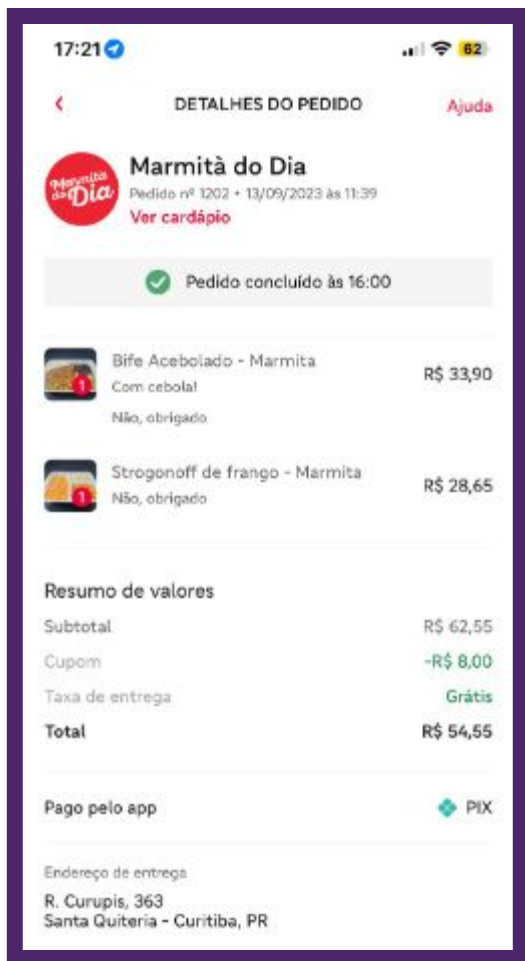 17:21
62
DETALHES DO PEDIDO
Ajuda
Marmita
do Dia
Marmità do Dia
Pedido nº 1202 • 13/09/2023 às 11:39
Ver cardápio
Pedido concluído às 16:00
1
Bife Acebolado - Marmita
R$ 33,90
Com cebola!
Não, obrigado
1
Strogonoff de frango - Marmita
R$ 28,65
Não, obrigado
Resumo de valores
Subtotal
R$ 62,55
Cupom
-R$ 8,00
Taxa de entrega
Grátis
Total
R$ 54,55
Pago pelo app
PIX
Endereço de entrega
R. Curupis, 363
Santa Quiteria - Curitiba, PR